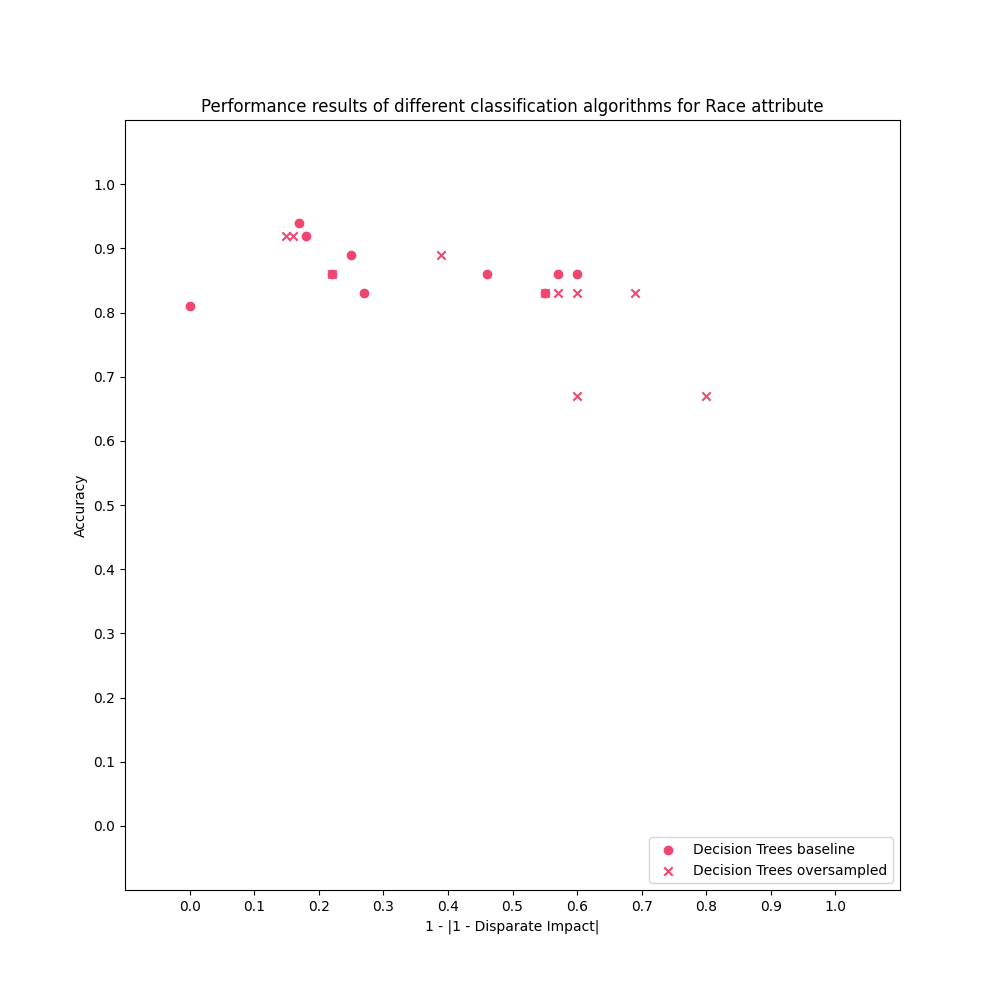 Performance results of different classification algorithms for Race attribute
1.0
0.9
0.8
0.7
0.6
0.5
0.4
0.3
0.2
0.1
0.0
Accuracy
Decision Trees baseline
Decision Trees oversampled
0.0 0.1 0.2 0.3 0.4 0.5 0.6 0.7 0.8 0.9 1.0
1 - |1 - Disparate Impact|